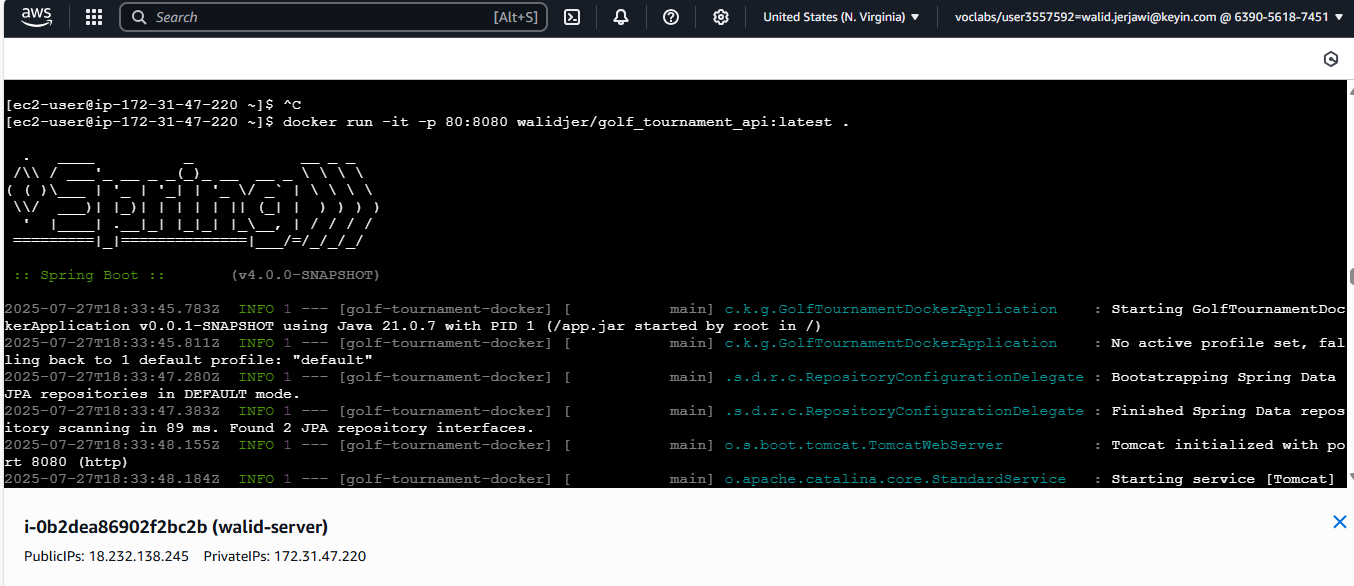 aws
Search [Alt+S] United States (N. Virginia) ▼ voclabs/user3557592=walid.jerjawi@keyin.com @ 6390-5618-7451 ▼
[ec2-user@ip-172-31-47-220 ~]$ ^C
[ec2-user@ip-172-31-47-220 ~]$ docker run -it -p 80:8080 walidjer/golf_tournament_api:latest .
  .   ____          _            __ _ _
 /\\ / ___'_ __ _ _(_)_ __  __ _ \ \ \ \
( ( )\___ | '_ | '_| | '_ \/ _` | \ \ \ \
 \\/  ___)| |_)| | | | | || (_| |  ) ) ) )
  '  |____| .__|_| |_|_| |_\__, | / / / /
 =========|_|==============|___/=/_/_/_/
 :: Spring Boot ::       (v4.0.0-SNAPSHOT)
2025-07-27T18:33:45.783Z  INFO 1 --- [golf-tournament-docker] [           main] c.k.g.GolfTournamentDockerApplication    : Starting GolfTournamentDoc
kerApplication v0.0.1-SNAPSHOT using Java 21.0.7 with PID 1 (/app.jar started by root in /)
2025-07-27T18:33:45.811Z  INFO 1 --- [golf-tournament-docker] [           main] c.k.g.GolfTournamentDockerApplication    : No active profile set, fal
ling back to 1 default profile: "default"
2025-07-27T18:33:47.280Z  INFO 1 --- [golf-tournament-docker] [           main] .s.d.r.c.RepositoryConfigurationDelegate : Bootstrapping Spring Data
JPA repositories in DEFAULT mode.
2025-07-27T18:33:47.383Z  INFO 1 --- [golf-tournament-docker] [           main] .s.d.r.c.RepositoryConfigurationDelegate : Finished Spring Data repos
itory scanning in 89 ms. Found 2 JPA repository interfaces.
2025-07-27T18:33:48.155Z  INFO 1 --- [golf-tournament-docker] [           main] o.s.boot.tomcat.TomcatWebServer          : Tomcat initialized with po
rt 8080 (http)
2025-07-27T18:33:48.184Z  INFO 1 --- [golf-tournament-docker] [           main] o.apache.catalina.core.StandardService   : Starting service [Tomcat]
i-0b2dea86902f2bc2b (walid-server)
PublicIPs: 18.232.138.245 PrivateIPs: 172.31.47.220